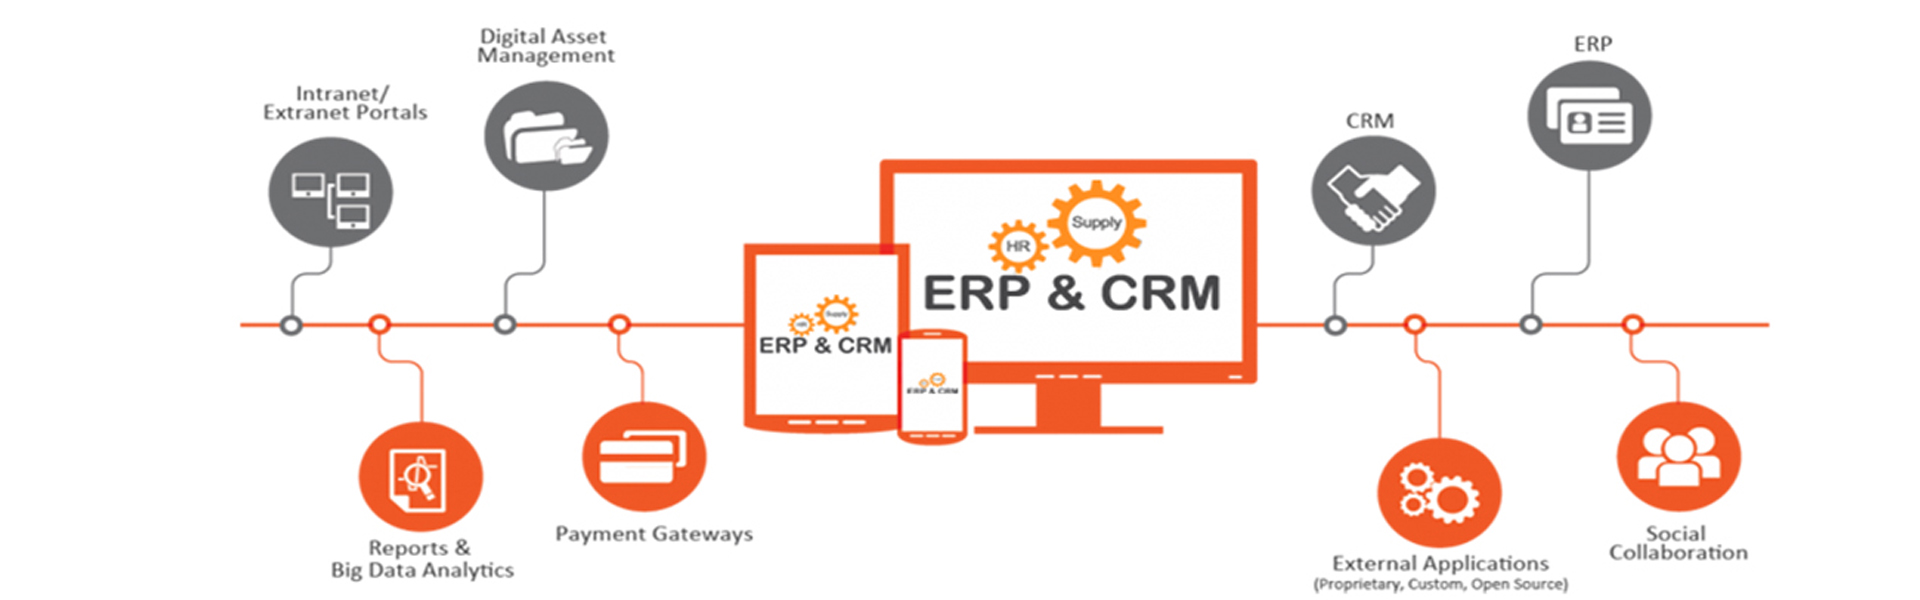 Digital Asset
Management
ERP
Intranet/
Extranet Portals
CRM
Supply
HR
ERP & CRM
Supply
HR
ERP & CRM
ERP & CRM
Reports &
Big Data Analytics
Payment Gateways
External Applications
(Proprietary, Custom, Open Source)
Social
Collaboration